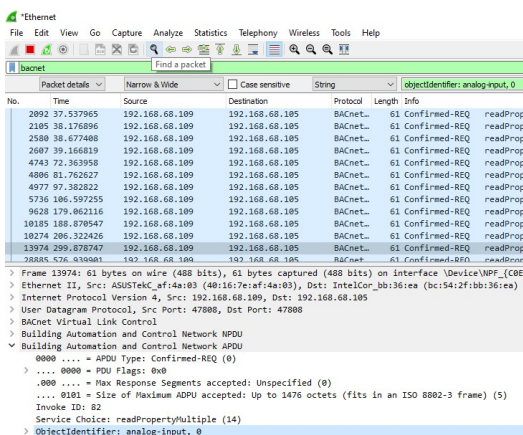 *Ethernet
File Edit View Go Capture Analyze Statistics Telephony Wireless Tools Help
Find a packet
bacnet
Packet details Narrow & Wide Case sensitive String objectIdentifier: analog-input, 0
No. Time Source Destination Protocol Length Info
2092 37.537965 192.168.68.109 192.168.68.105 BACnet… 61 Confirmed-REQ readProp
2105 38.176896 192.168.68.109 192.168.68.105 BACnet… 61 Confirmed-REQ readProp
2580 38.677408 192.168.68.109 192.168.68.105 BACnet… 61 Confirmed-REQ readProp
2607 39.166819 192.168.68.109 192.168.68.105 BACnet… 61 Confirmed-REQ readProp
4743 72.363958 192.168.68.109 192.168.68.105 BACnet… 61 Confirmed-REQ readProp
4806 81.762627 192.168.68.109 192.168.68.105 BACnet… 61 Confirmed-REQ readProp
4977 97.382822 192.168.68.109 192.168.68.105 BACnet… 61 Confirmed-REQ readProp
5736 106.597255 192.168.68.109 192.168.68.105 BACnet… 61 Confirmed-REQ readProp
9628 179.062116 192.168.68.109 192.168.68.105 BACnet… 61 Confirmed-REQ readProp
10185 188.870547 192.168.68.109 192.168.68.105 BACnet… 61 Confirmed-REQ readProp
10274 206.322426 192.168.68.109 192.168.68.105 BACnet… 61 Confirmed-REQ readProp
13974 299.878747 192.168.68.109 192.168.68.105 BACnet… 61 Confirmed-REQ readProp
28885 576.939901 192.168.68.109 192.168.68.105 BACnet… 61 Confirmed-REQ readProp
> Frame 13974: 61 bytes on wire (488 bits), 61 bytes captured (488 bits) on interface \Device\NPF_{C0E
> Ethernet II, Src: ASUSTekC_af:4a:03 (40:16:7e:af:4a:03), Dst: IntelCor_bb:36:ea (bc:54:2f:bb:36:ea)
> Internet Protocol Version 4, Src: 192.168.68.109, Dst: 192.168.68.105
> User Datagram Protocol, Src Port: 47808, Dst Port: 47808
> BACnet Virtual Link Control
> Building Automation and Control Network NPDU
Building Automation and Control Network APDU
0000 .... = APDU Type: Confirmed-REQ (0)
> .... 0000 = PDU Flags: 0x0
.000 .... = Max Response Segments accepted: Unspecified (0)
.... 0101 = Size of Maximum ADPU accepted: Up to 1476 octets (fits in an ISO 8802-3 frame) (5)
Invoke ID: 82
Service Choice: readPropertyMultiple (14)
> ObjectIdentifier: analog-input, 0